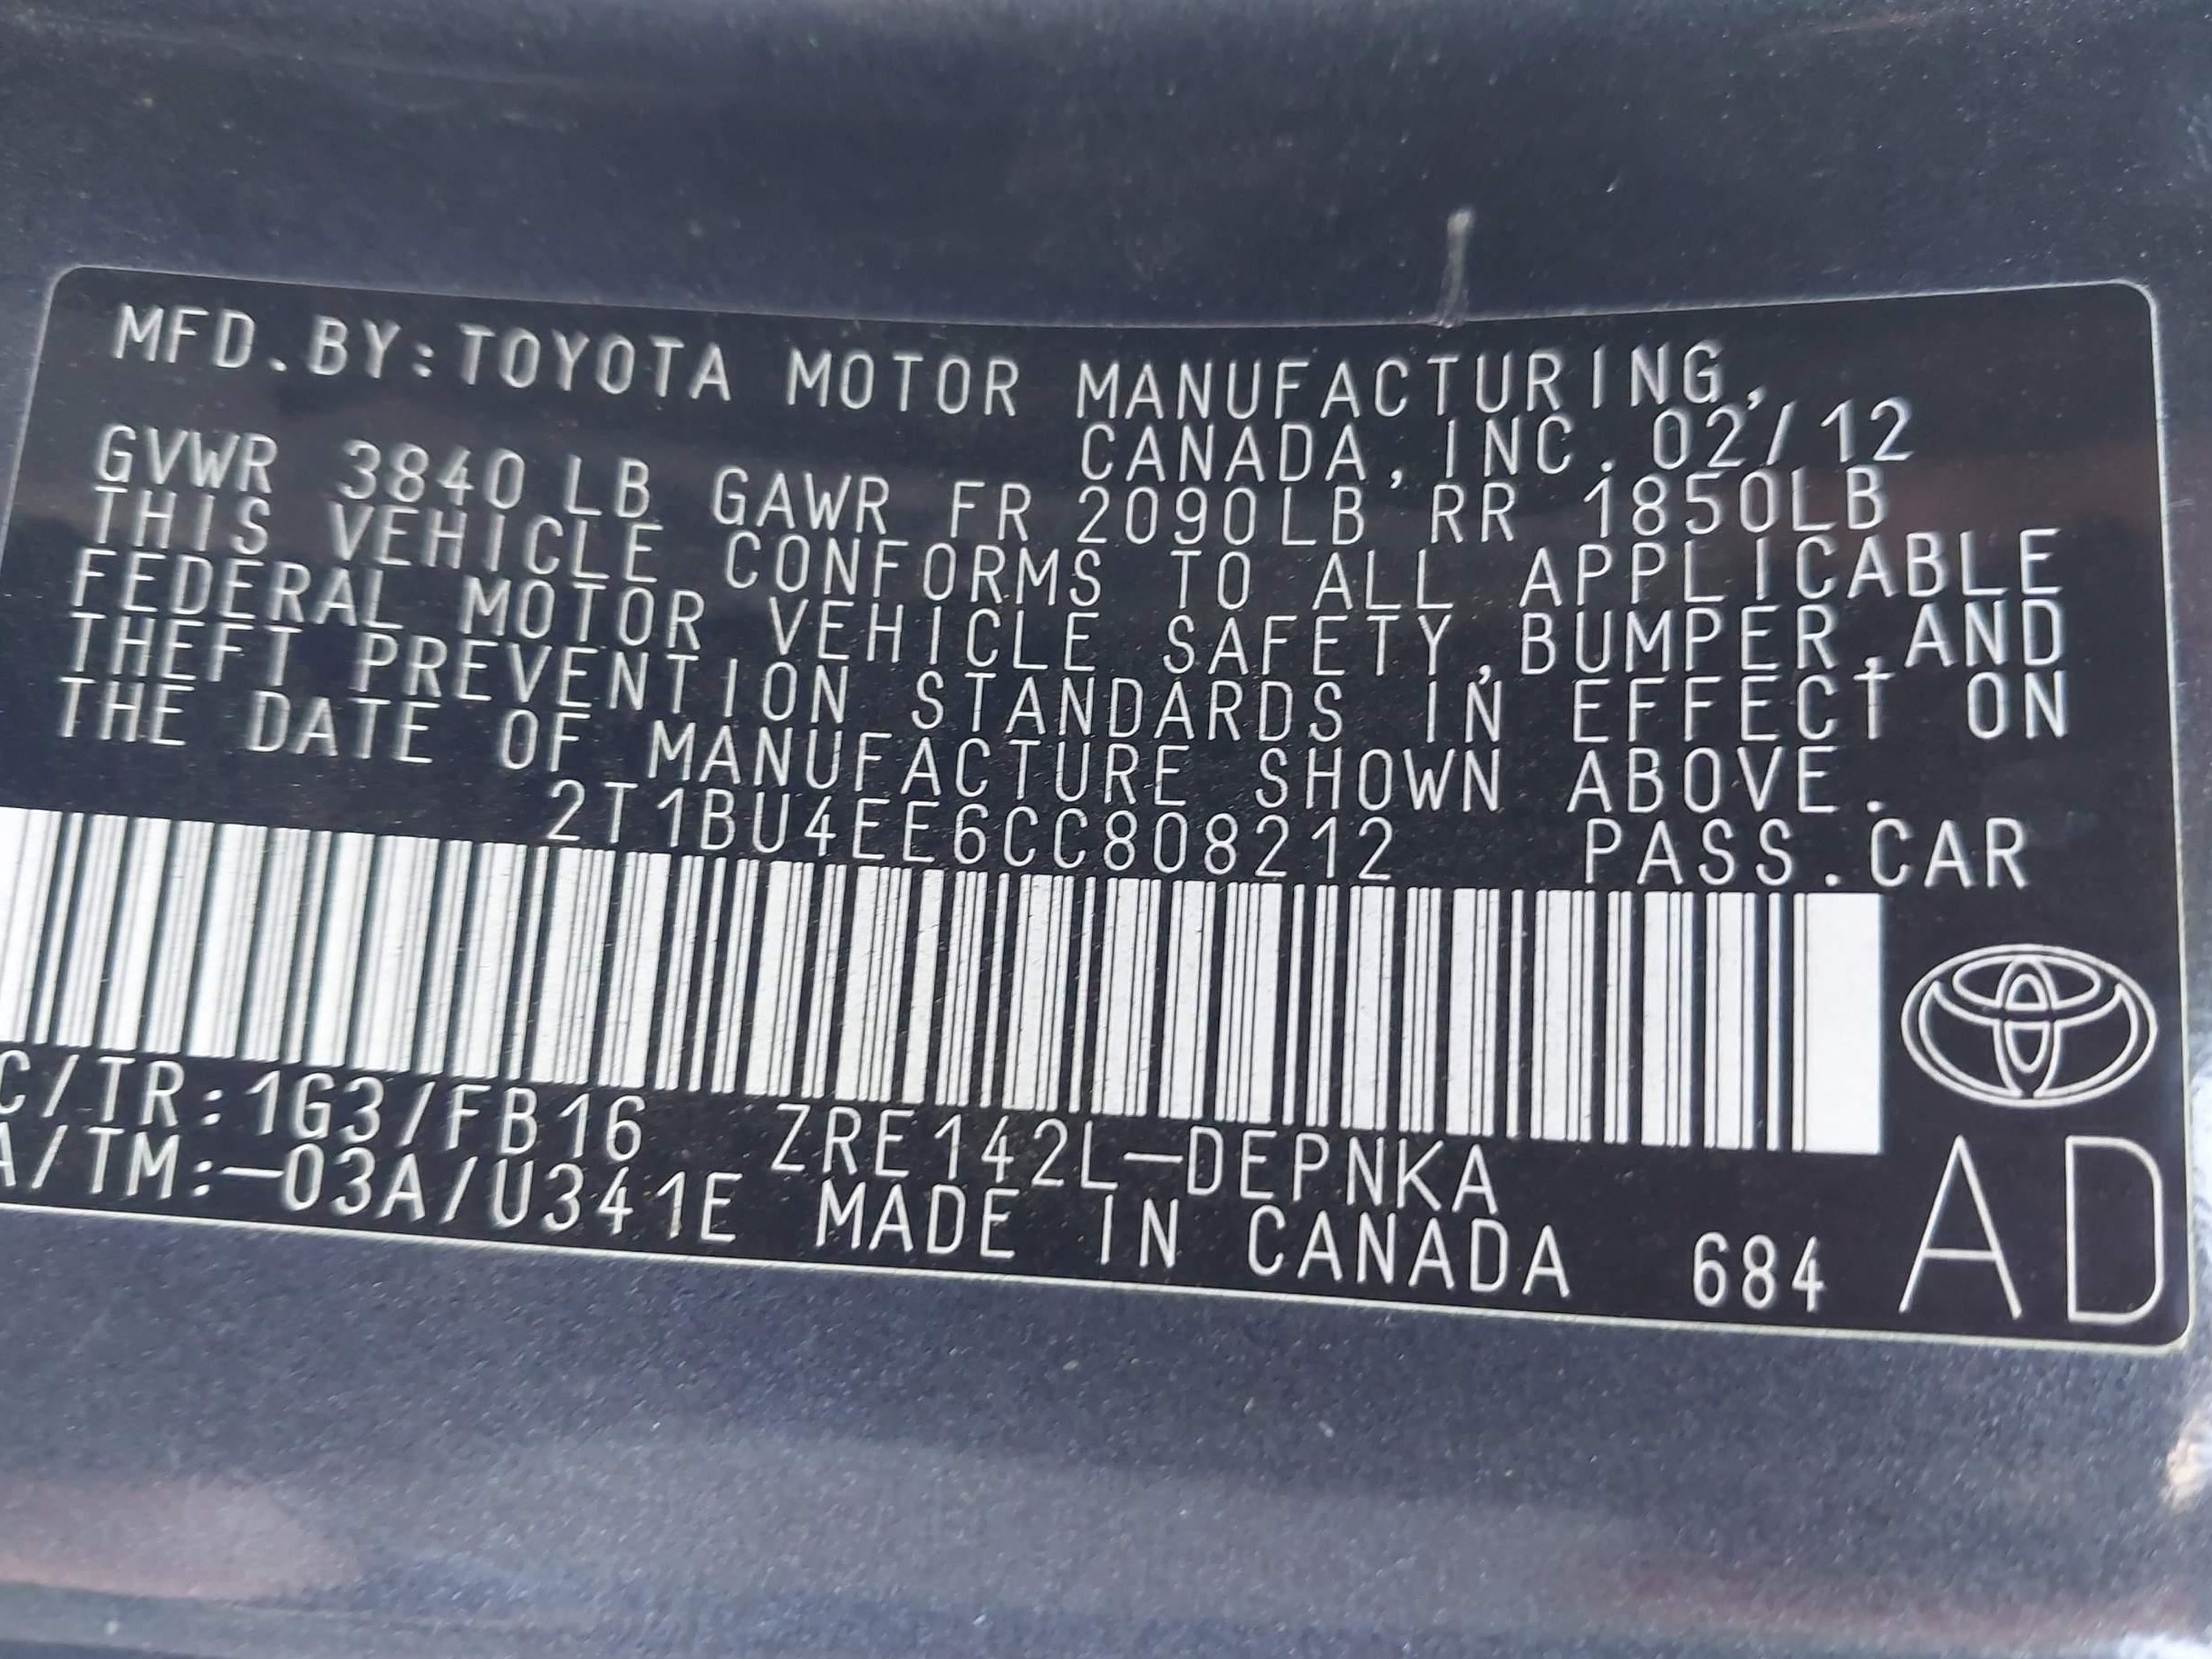 MFD.BY:TOYOTA MOTOR MANUFACTURING,
CANADA,INC.02/12
GVWR 3840LB GAWR FR 2090LB RR 1850LB
THIS VEHICLE CONFORMS TO ALL APPLICABLE
FEDERAL MOTOR VEHICLE SAFETY,BUMPER,AND
THEFT PREVENTION STANDARDS IN EFFECT ON
THE DATE OF MANUFACTURE SHOWN ABOVE.
2T1BU4EE6CC808212 PASS.CAR
C/TR:1G3/FB16 ZRE142L-DEPNKA
A/TM:-03A/U341E MADE IN CANADA 684 AD